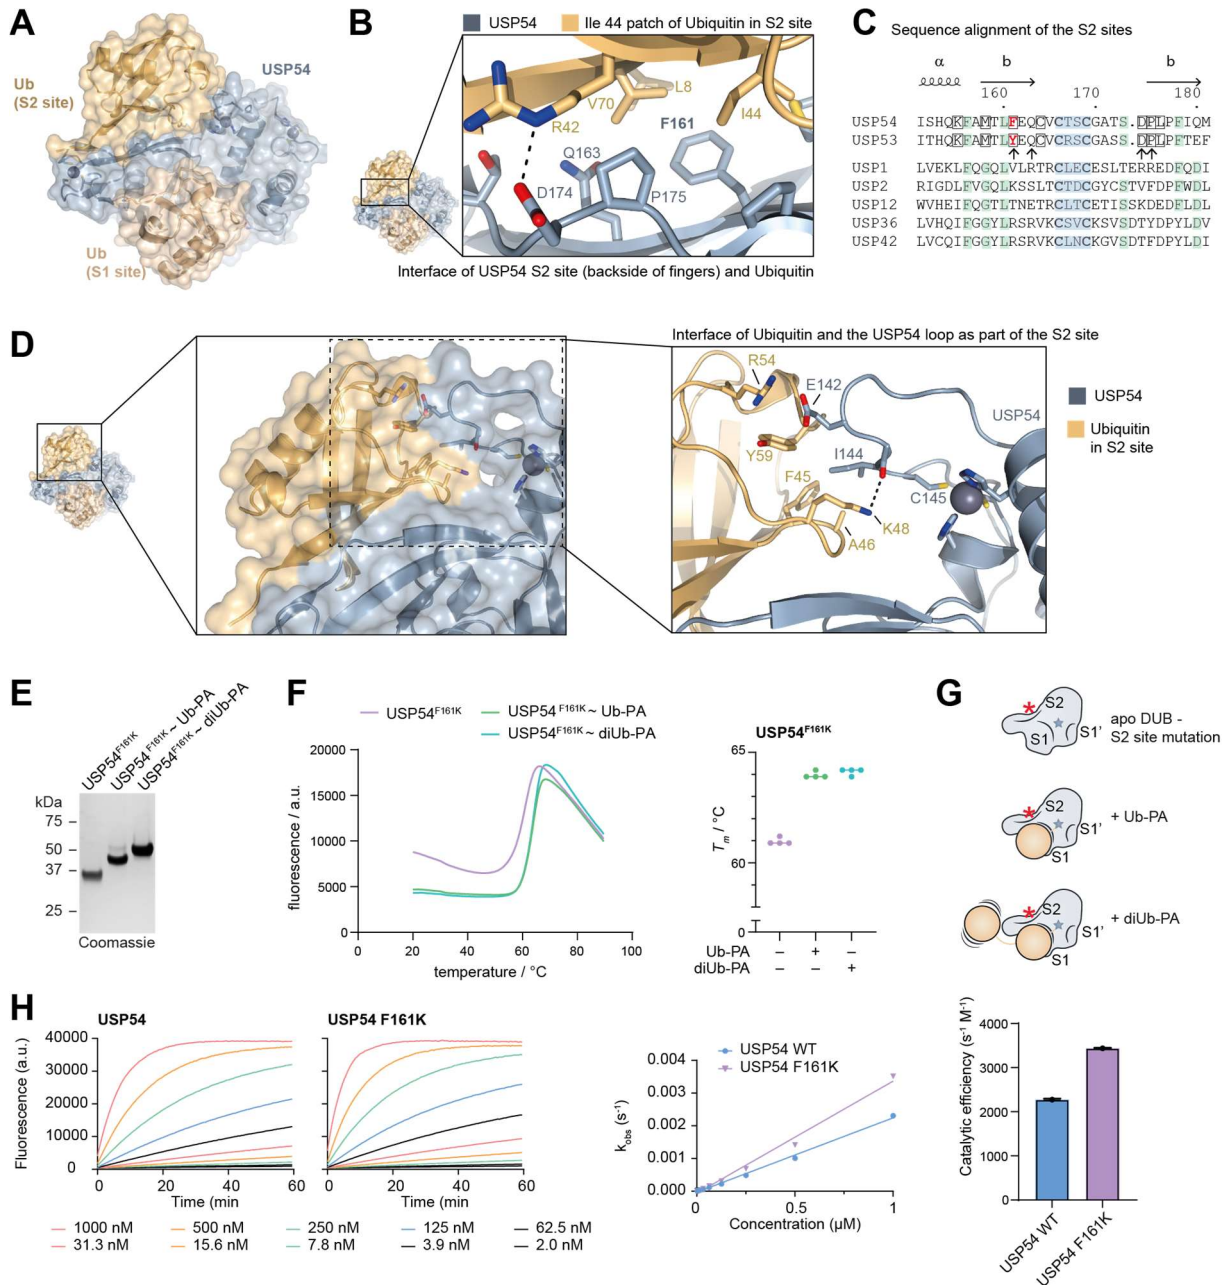 A
Ub
(S2 site)
USP54
Ub
(S1 site)
B
USP54
Ile 44 patch of Ubiquitin in S2 site
L8
V70
I44
R42
F161
Q163
D174
P175
Interface of USP54 S2 site (backside of fingers) and Ubiquitin
C
Sequence alignment of the S2 sites
α b b
160 170 180
USP54 ISHQKFAMTLFEQCVCTSCGATS.DPLPFIQM
USP53 ITHQKFAMTLYEQCVCRSCGASS.DPLPFTEF
USP1 LVEKLFQGQLVLRTRCLECESLTERREDFQDI
USP2 RIGDLFVGQLKSSLTCTDCGYCSTVFDPFWDL
USP12 WVHEIFQGTLTNETRCLTCETISSKDEDFLDL
USP36 LVHQIFGGYLRSRVKCSVCKSVSDTYDPYLDV
USP42 LVCQIFGGYLRSRVKCLNCKGVSDTFDPYLDI
D
Interface of Ubiquitin and the USP54 loop as part of the S2 site
R54
E142
USP54
Y59
I144
F45
C145
K48
A46
USP54
Ubiquitin
in S2 site
E
USP54F161K
USP54F161K~ Ub-PA
USP54F161K~ diUb-PA
kDa
75
50
37
25
Coomassie
F
USP54F161K
USP54F161K~ Ub-PA
USP54F161K~ diUb-PA
fluorescence / a.u.
20000
15000
10000
5000
0
0 20 40 60 80 100
temperature / °C
USP54F161K
Tm / °C
65
60
0
Ub-PA – + –
diUb-PA – – +
G
S2
S1 S1'
apo DUB -
S2 site mutation
S2
S1'
S1
+ Ub-PA
S2
S1'
S1
+ diUb-PA
H
USP54
USP54 F161K
Fluorescence (a.u.)
40000
30000
20000
10000
0
0 20 40 60
Time (min
0 20 40 60
Time (min
1000 nM 500 nM 250 nM 125 nM 62.5 nM
31.3 nM 15.6 nM 7.8 nM 3.9 nM 2.0 nM
USP54 WT
USP54 F161K
kobs (s-1)
0.004
0.003
0.002
0.001
0.000
0 0.5 1
Concentration (µM)
Catalytic efficiency (s-1 M-1)
4000
3000
2000
1000
0
USP54 WT
USP54 F161K